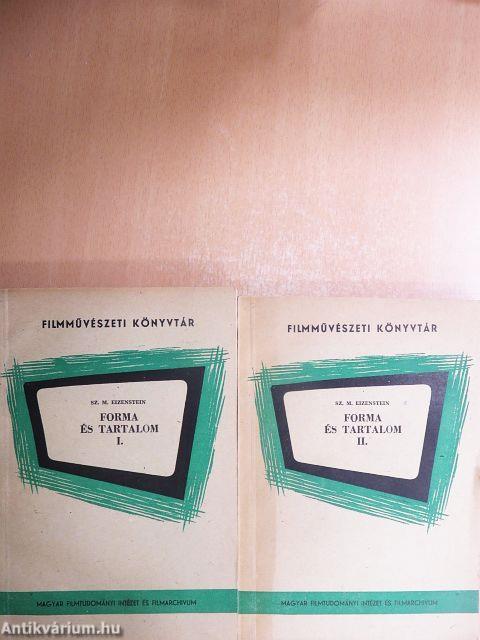 FILMMŰVÉSZETI KÖNYVTÁR
SZ. M. EIZENSTEIN
FORMA
ÉS TARTALOM
I.
MAGYAR FILMTUDOMÁNYI INTÉZET ÉS FILMARCHIVUM
FILMMŰVÉSZETI KÖNYVTÁR
SZ. M. EIZENSTEIN
FORMA
ÉS TARTALOM
II.
MAGYAR FILMTUDOMÁNYI INTÉZET ÉS FILMARCHIVUM
Antikvárium.hu